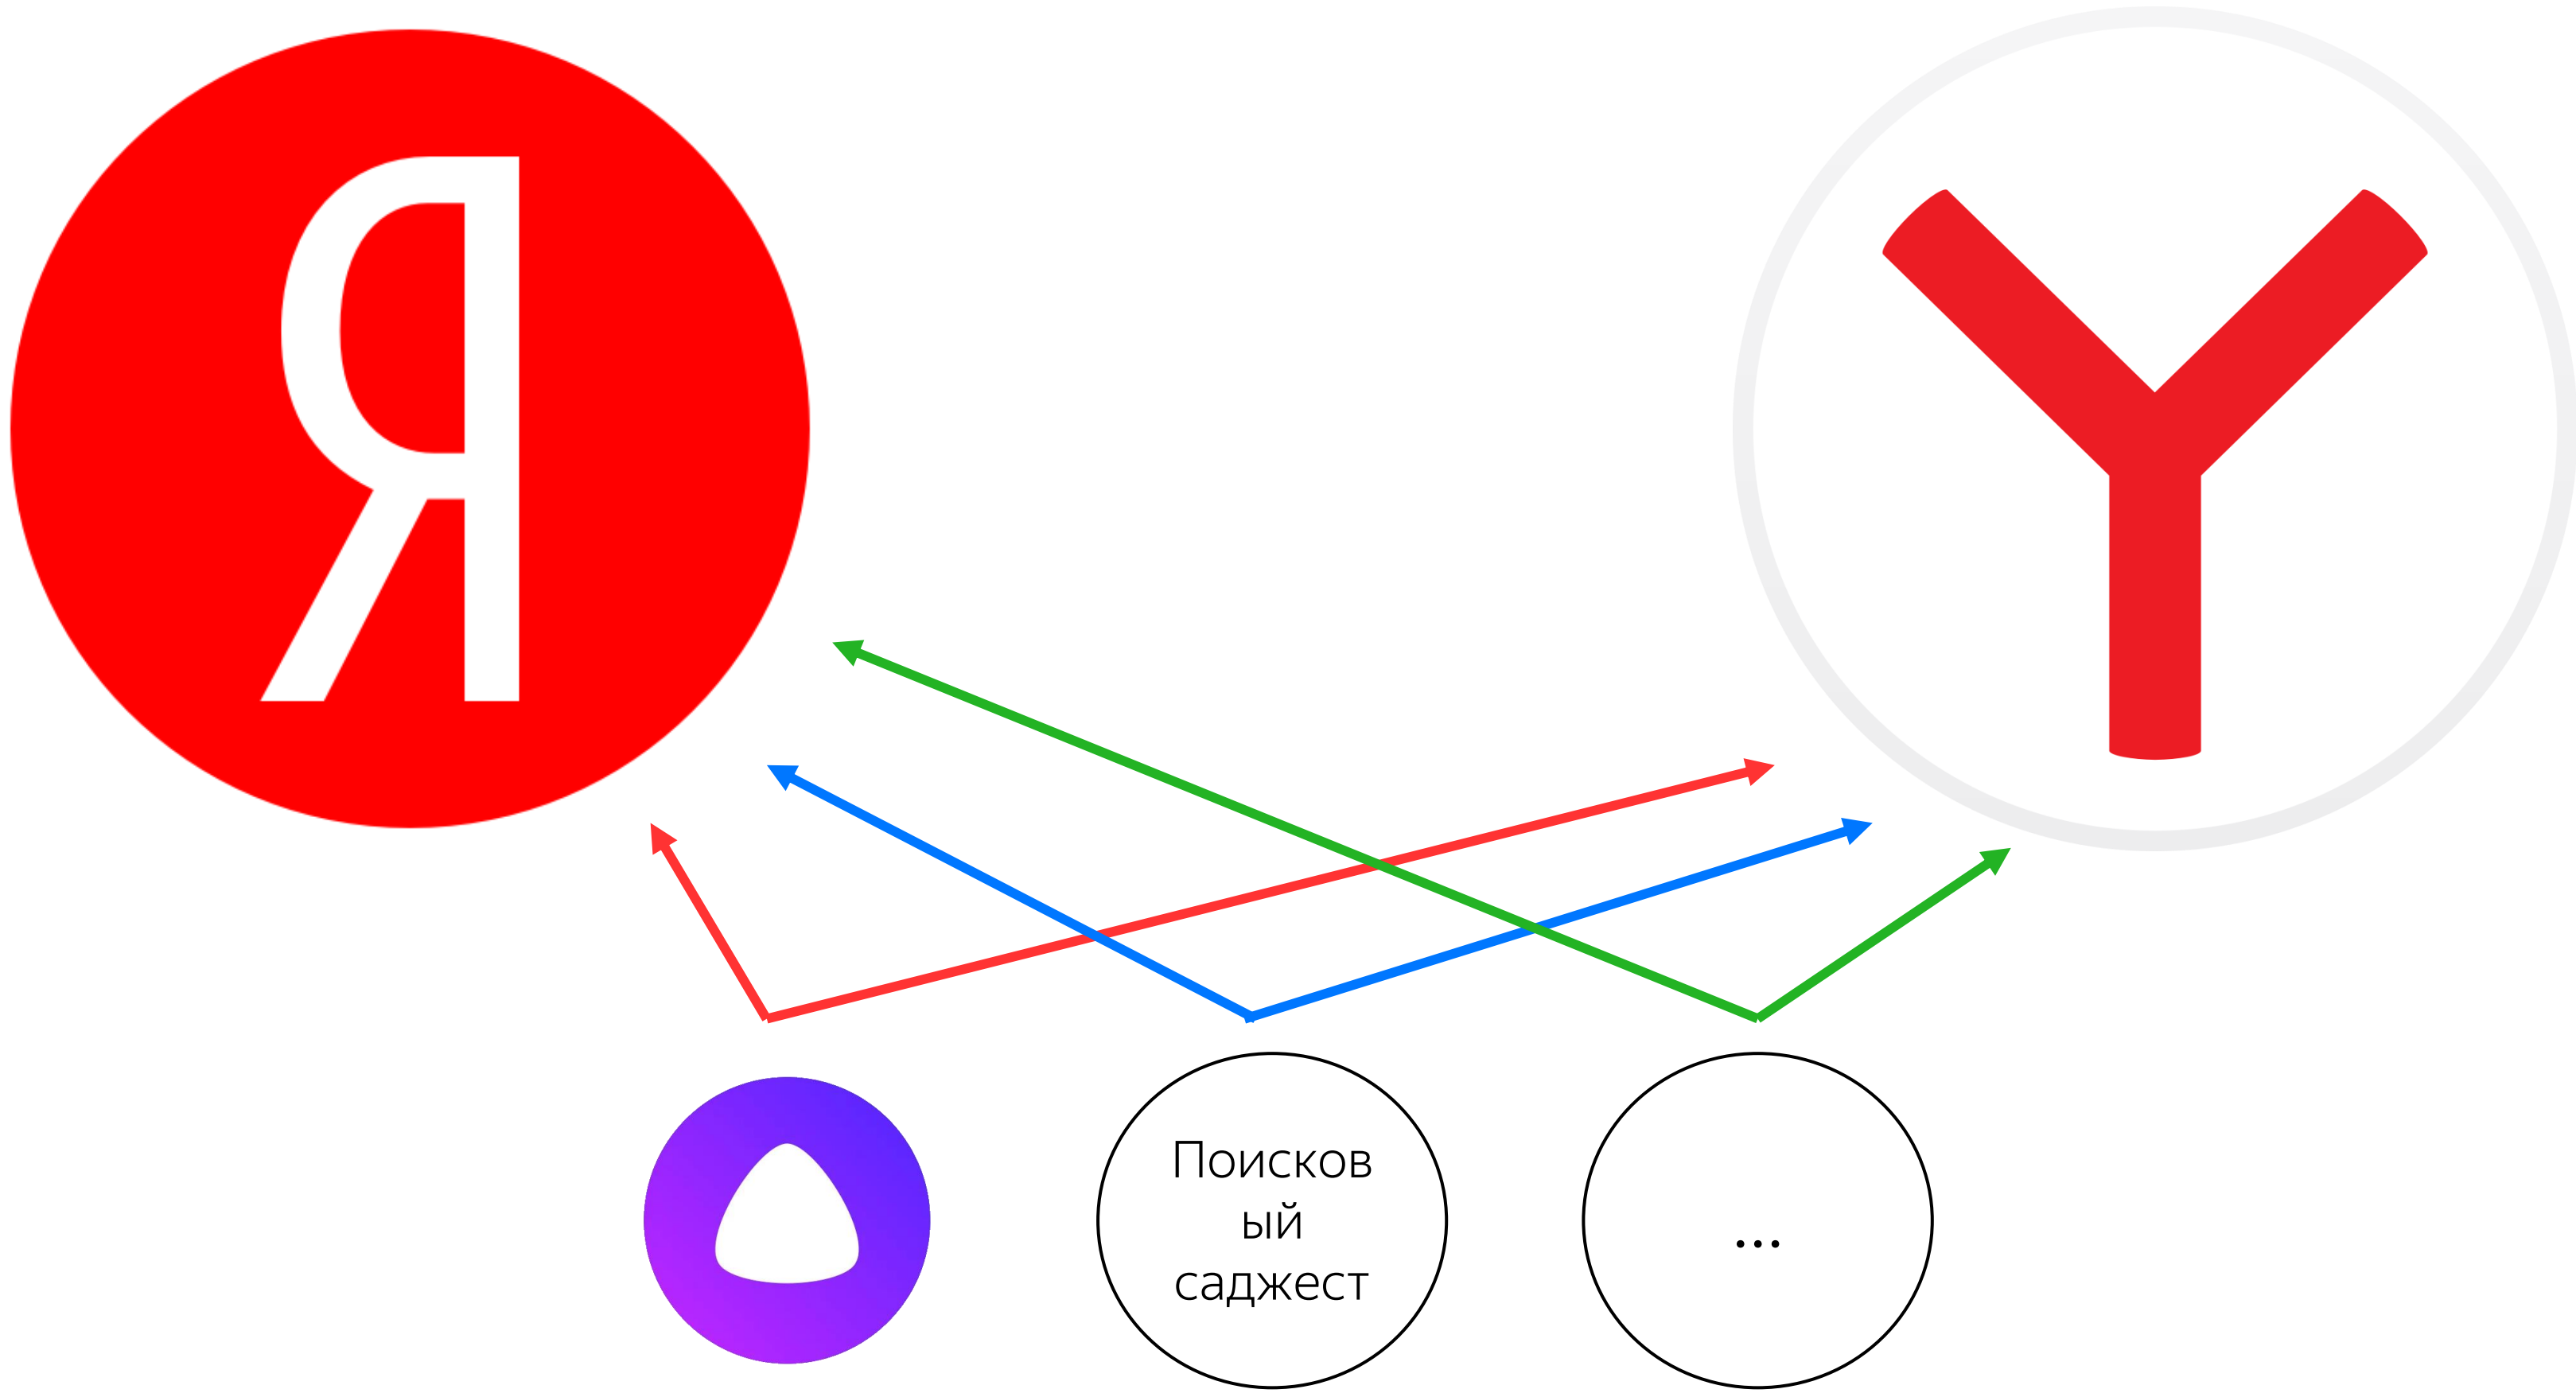 Я
Y
Поисков
ый
саджест
...